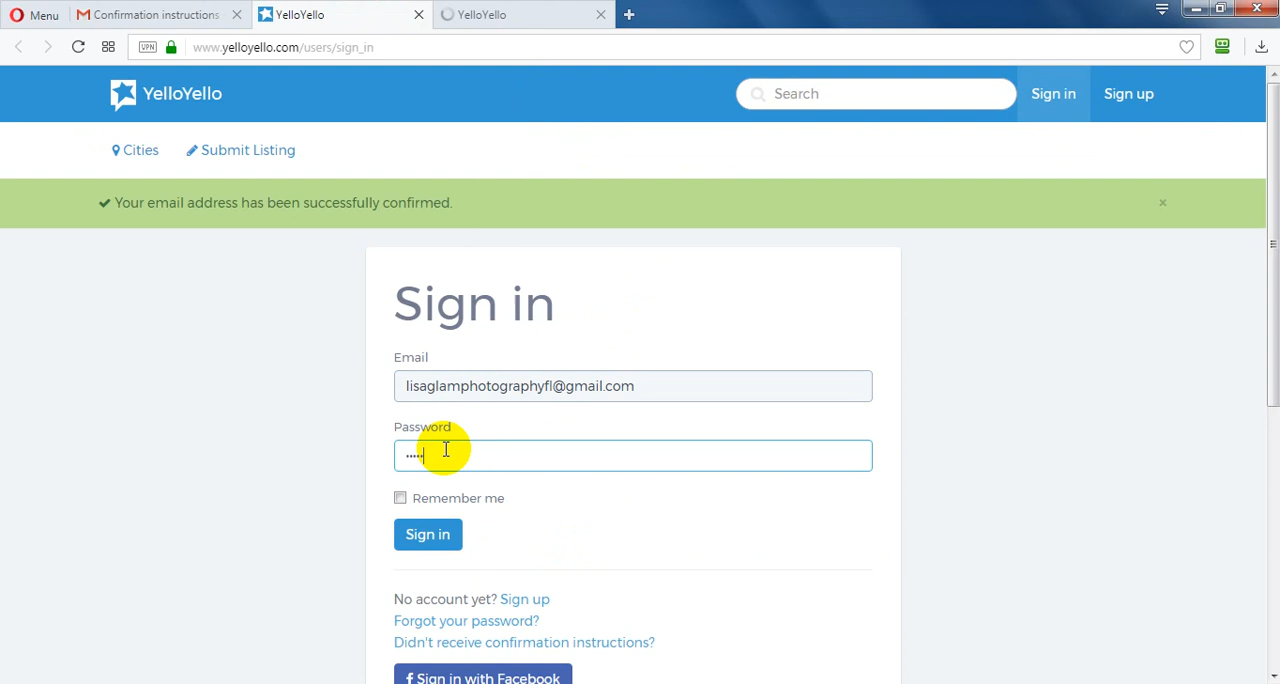 Menu Confirmation instructions YelloYello YelloYello
VPN www.yelloyello.com/users/sign_in
YelloYello Search Sign in Sign up
Cities Submit Listing
Your email address has been successfully confirmed. ×
Sign in
Email
lisaglamphotographyfl@gmail.com
Password
•••••
Remember me
Sign in
No account yet? Sign up
Forgot your password?
Didn't receive confirmation instructions?
f Sign in with Facebook